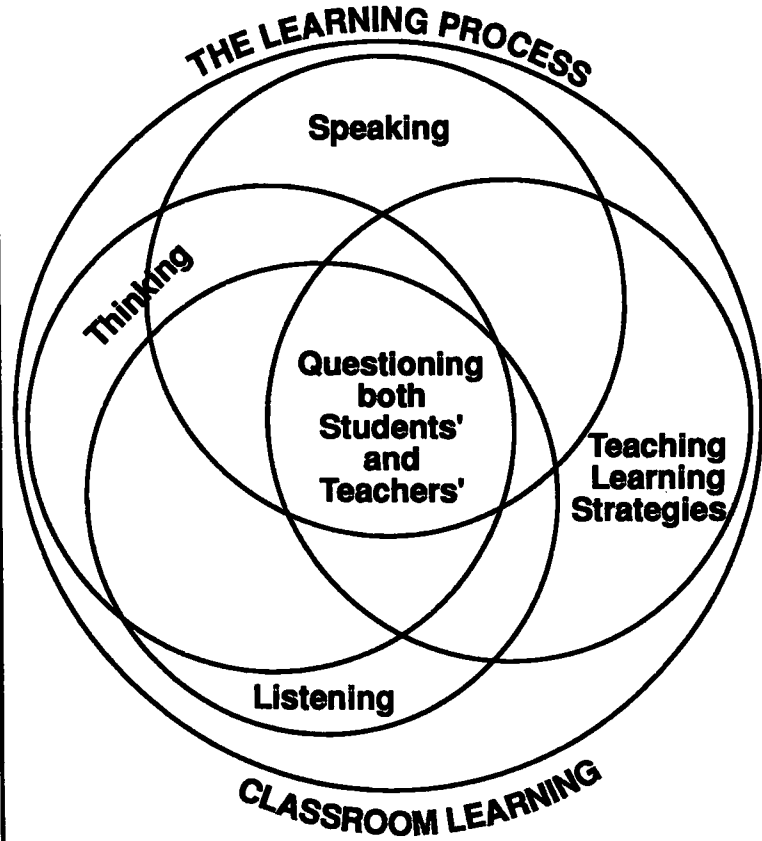 THE LEARNING PROCESS
Speaking
Thinking
Questioning
both
Students'
and
Teachers'
Teaching
Learning
Strategies
Listening
CLASSROOM LEARNING